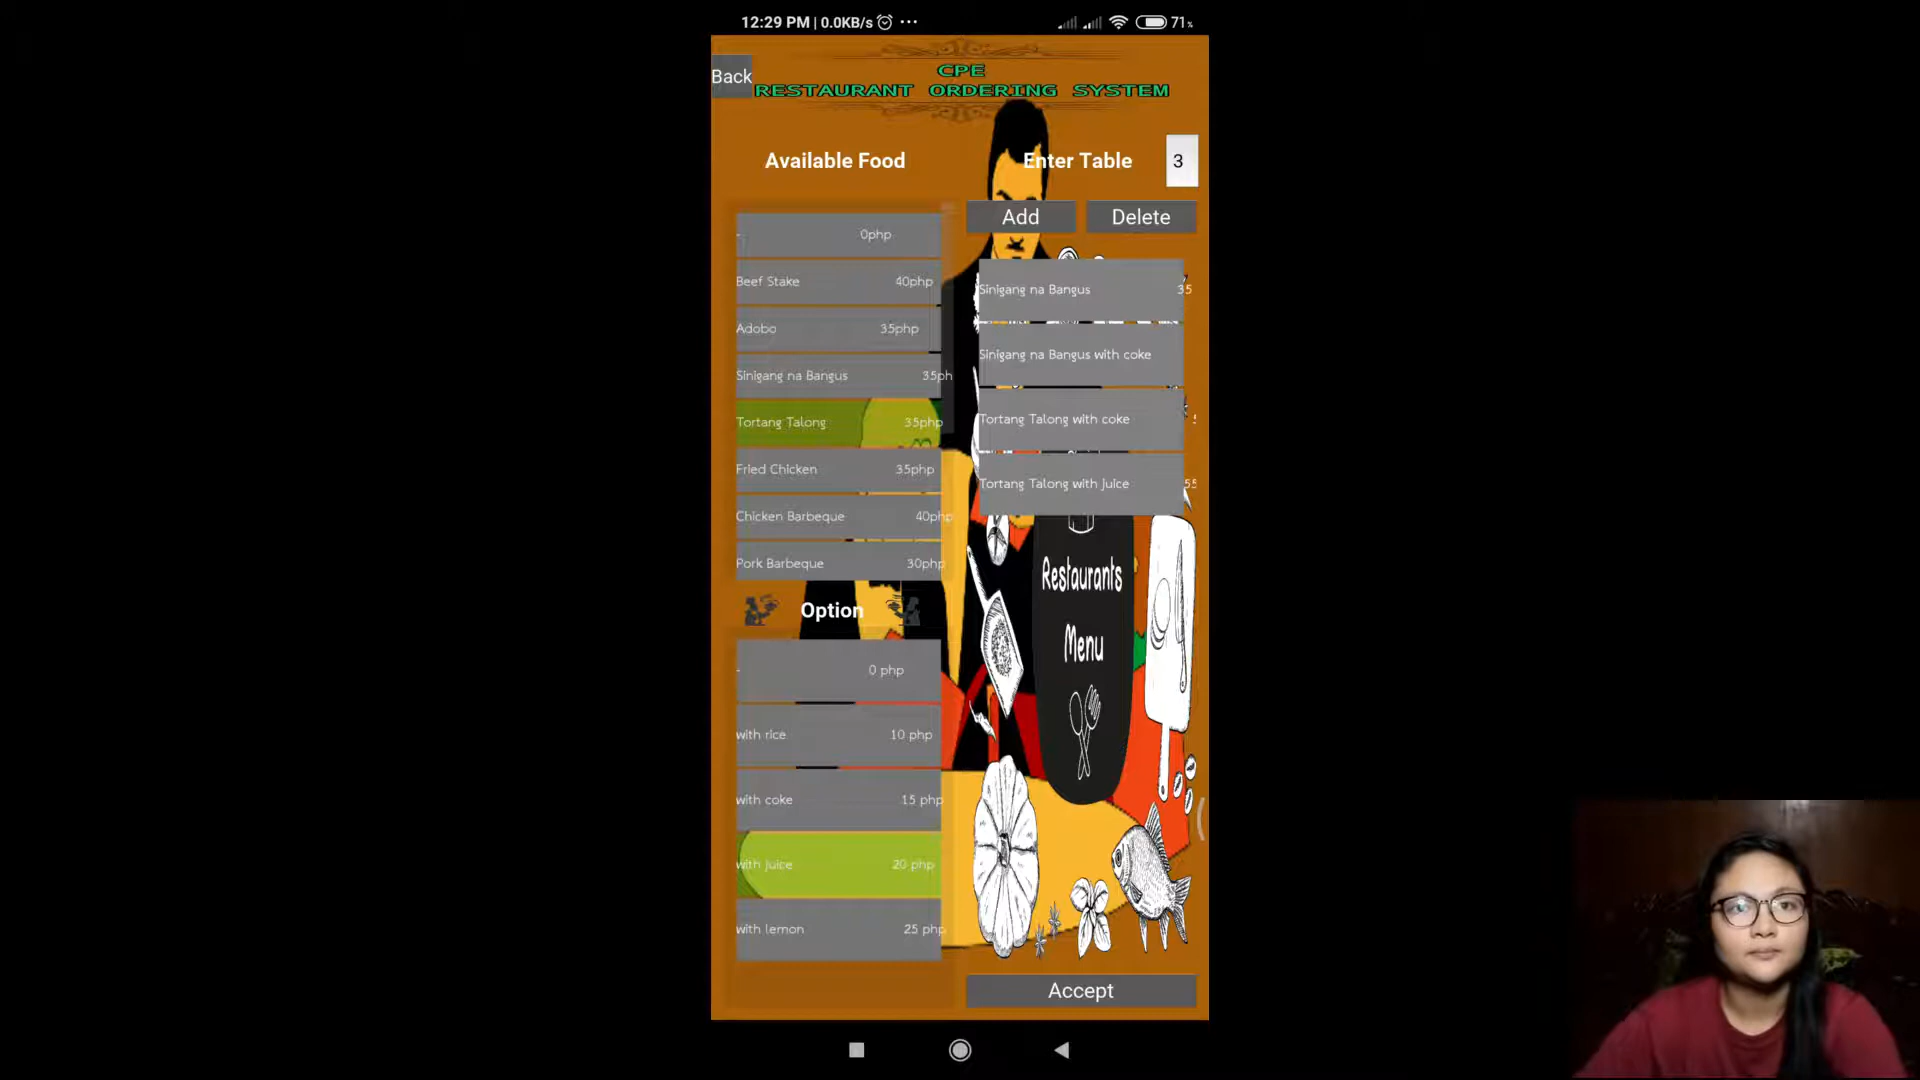 12:29 PM | 0.0KB/s ... 71%
Back
CPE
RESTAURANT ORDERING SYSTEM
Available Food
Enter Table 3
Add Delete
- 0php
Beef Stake 40php
Adobo 35php
Sinigang na Bangus 35ph
Tortang Talong 35php
Fried Chicken 35php
Chicken Barbeque 40php
Pork Barbeque 30php
Option
- 0 php
with rice 10 php
with coke 15 php
with juice 20 php
with lemon 25 php
Sinigang na Bangus 35
Sinigang na Bangus with coke
Tortang Talong with coke
Tortang Talong with juice 55
Restaurants
Menu
Accept